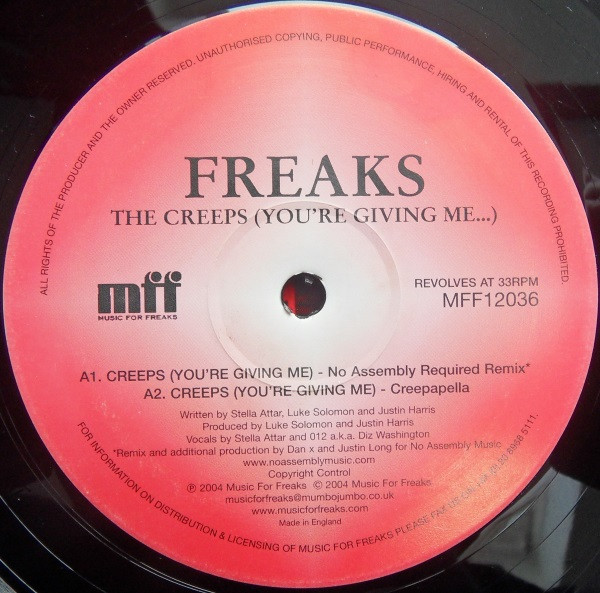 ALL RIGHTS OF THE PRODUCER AND THE OWNER RESERVED. UNAUTHORISED COPYING, PUBLIC PERFORMANCE, HIRING AND RENTAL OF THIS RECORDING PROHIBITED.
FREAKS
THE CREEPS (YOU'RE GIVING ME...)
mff
MUSIC FOR FREAKS
REVOLVES AT 33RPM
MFF12036
A1. CREEPS (YOU'RE GIVING ME) - No Assembly Required Remix*
A2. CREEPS (YOU'RE GIVING ME) - Creepapella
Written by Stella Attar, Luke Solomon and Justin Harris
Produced by Luke Solomon and Justin Harris
Vocals by Stella Attar and 012 a.k.a. Diz Washington
*Remix and additional production by Dan x and Justin Long for No Assembly Music
www.noassemblymusic.com
Copyright Control
℗ 2004 Music For Freaks © 2004 Music For Freaks
musicforfreaks@mumbojumbo.co.uk
www.musicforfreaks.com
Made in England
FOR INFORMATION ON DISTRIBUTION & LICENSING OF MUSIC FOR FREAKS PLEASE FAX 5111.